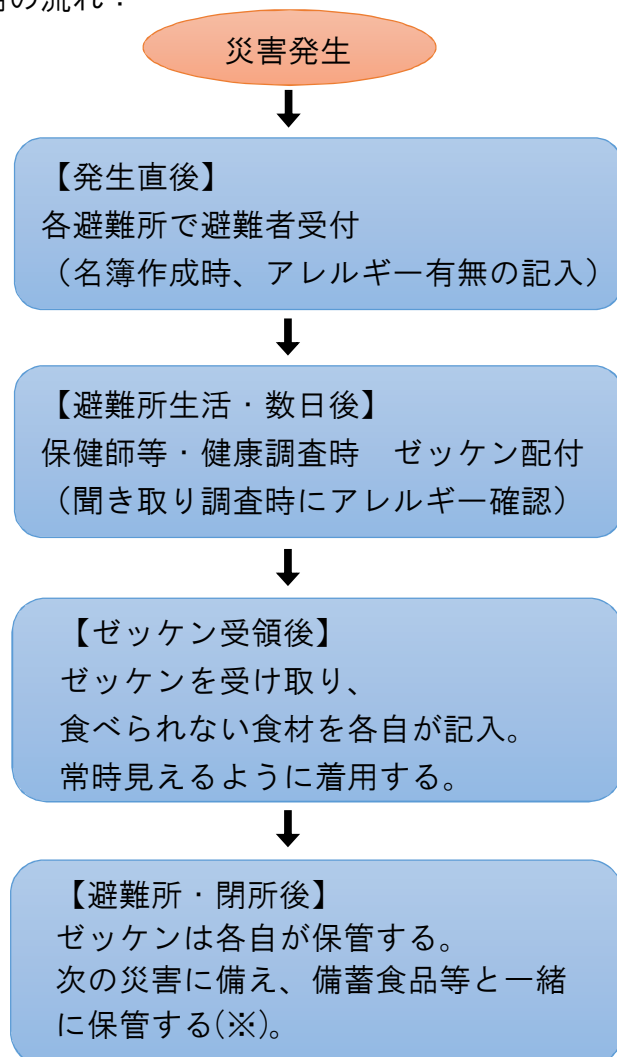 の流れ：
災害発生
【発生直後】
各避難所で避難者受付
（名簿作成時、アレルギー有無の記入）
【避難所生活・数日後】
保健師等・健康調査時　ゼッケン配付
（聞き取り調査時にアレルギー確認）
【ゼッケン受領後】
ゼッケンを受け取り、
食べられない食材を各自が記入。
常時見えるように着用する。
【避難所・閉所後】
ゼッケンは各自が保管する。
次の災害に備え、備蓄食品等と一緒
に保管する(※)。